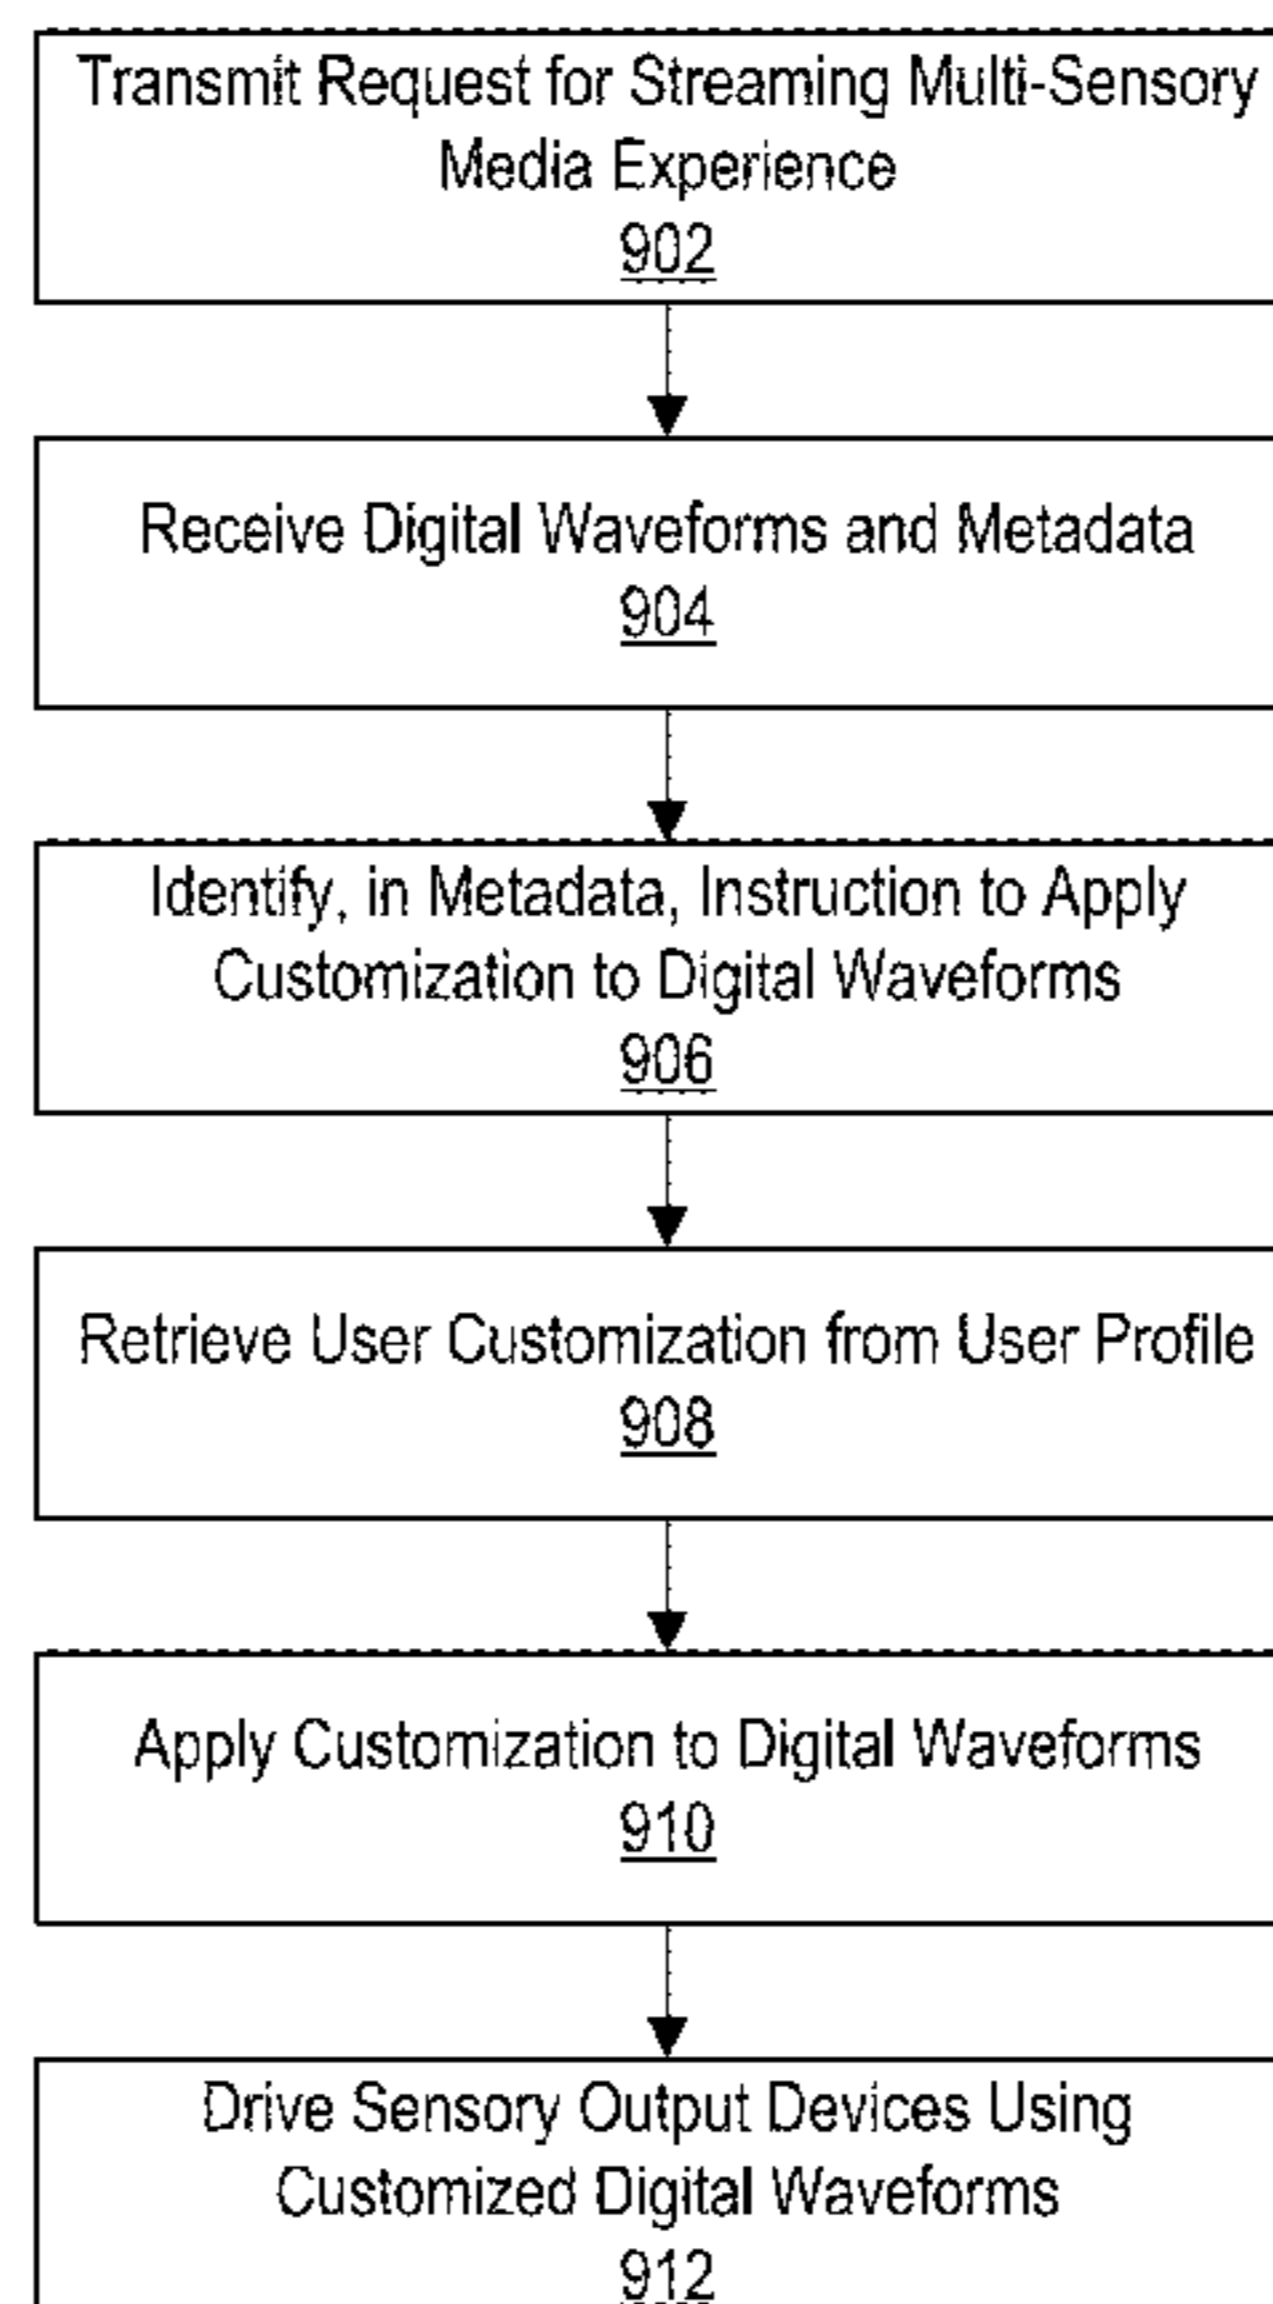 Transmit Request for Streaming Multi-Sensory
Media Experience
902
Receive Digital Waveforms and Metadata
904
Identify, in Metadata, Instruction to Apply
Customization to Digital Waveforms
906
Retrieve User Customization from User Profile
908
Apply Customization to Digital Waveforms
910
Drive Sensory Output Devices Using
Customized Digital Waveforms
912